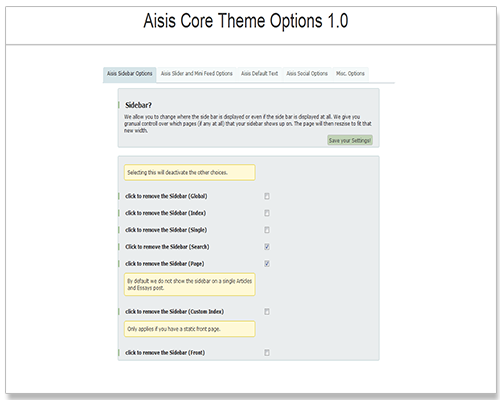 Aisis Core Theme Options 1.0
Aisis Sidebar Options Aisis Slider and Mini Feed Options Aisis Default Text Aisis Social Options Misc. Options
Sidebar?
We allow you to change where the side bar is displayed or even if the side bar is displayed at all. We give you
granual controll over which pages (if any at all) that your sidebar shows up on. The page will then reszise to fit that
new width.
Save your Settings!
Selecting this will deactivate the other choices.
click to remove the Sidebar (Global)
click to remove the Sidebar (Index)
click to remove the Sidebar (Single)
Click to remove the Sidebar (Search)
click to remove the Sidebar (Page)
By default we do not show the sidebar on a single Articles
and Essays post.
click to remove the Sidebar (Custom Index)
Only applies if you have a static front page.
click to remove the Sidebar (Front)